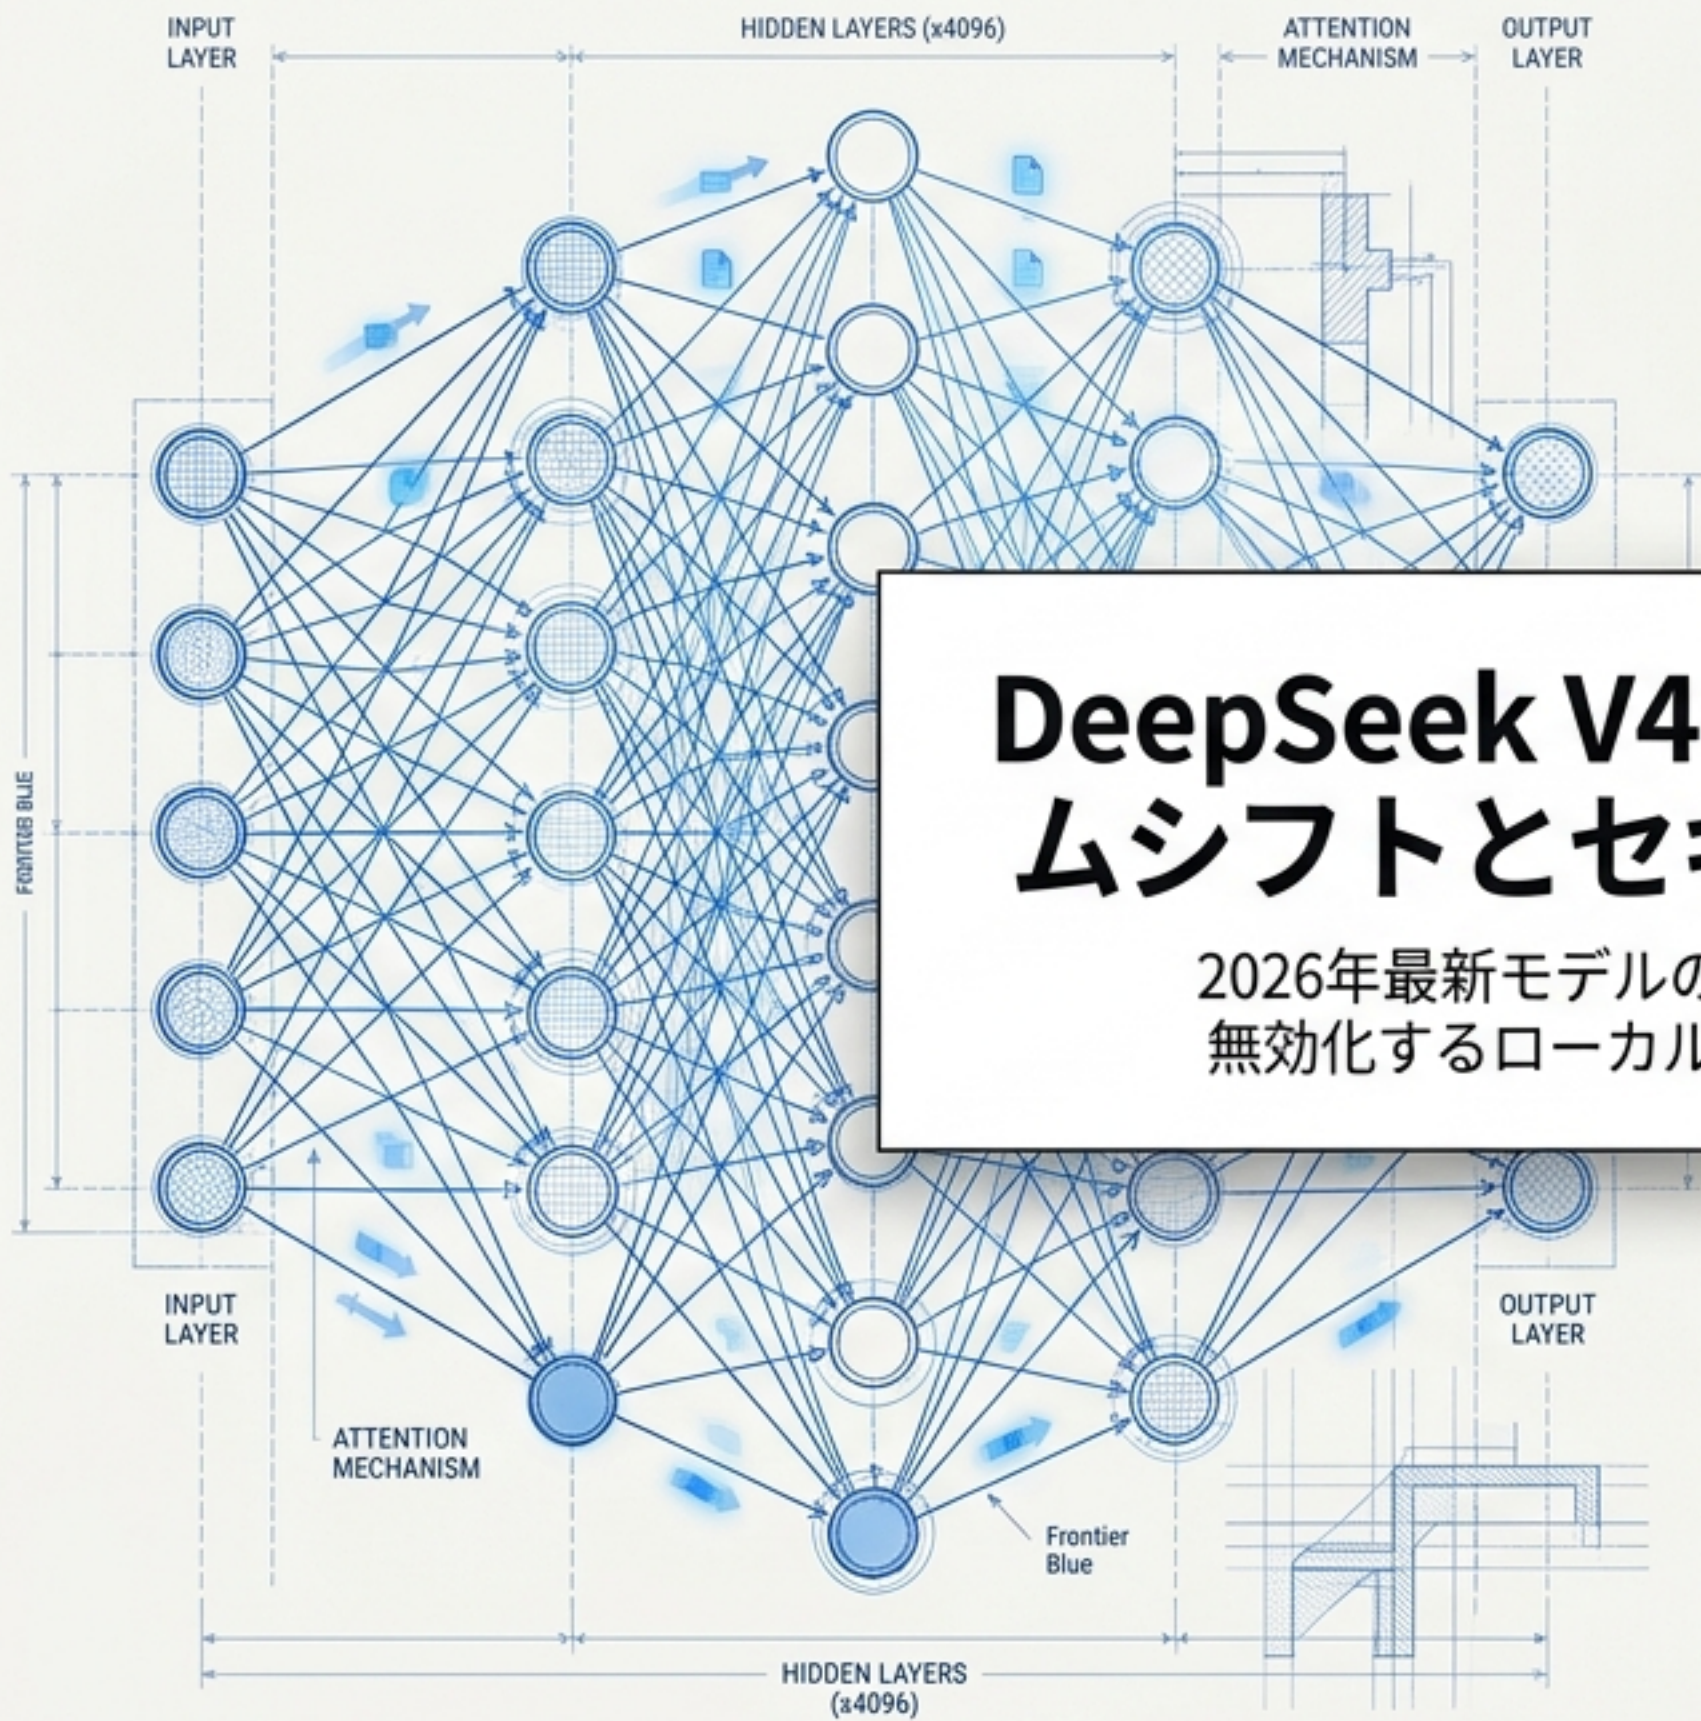 INPUT
LAYER
HIDDEN LAYERS (x4096)
ATTENTION
MECHANISM
OUTPUT
LAYER
DeepSeek V4
ムシフトとセ
2026年最新モデルの
無効化するローカル
INPUT
LAYER
OUTPUT
LAYER
ATTENTION
MECHANISM
Frontier
Blue
HIDDEN LAYERS
(x4096)